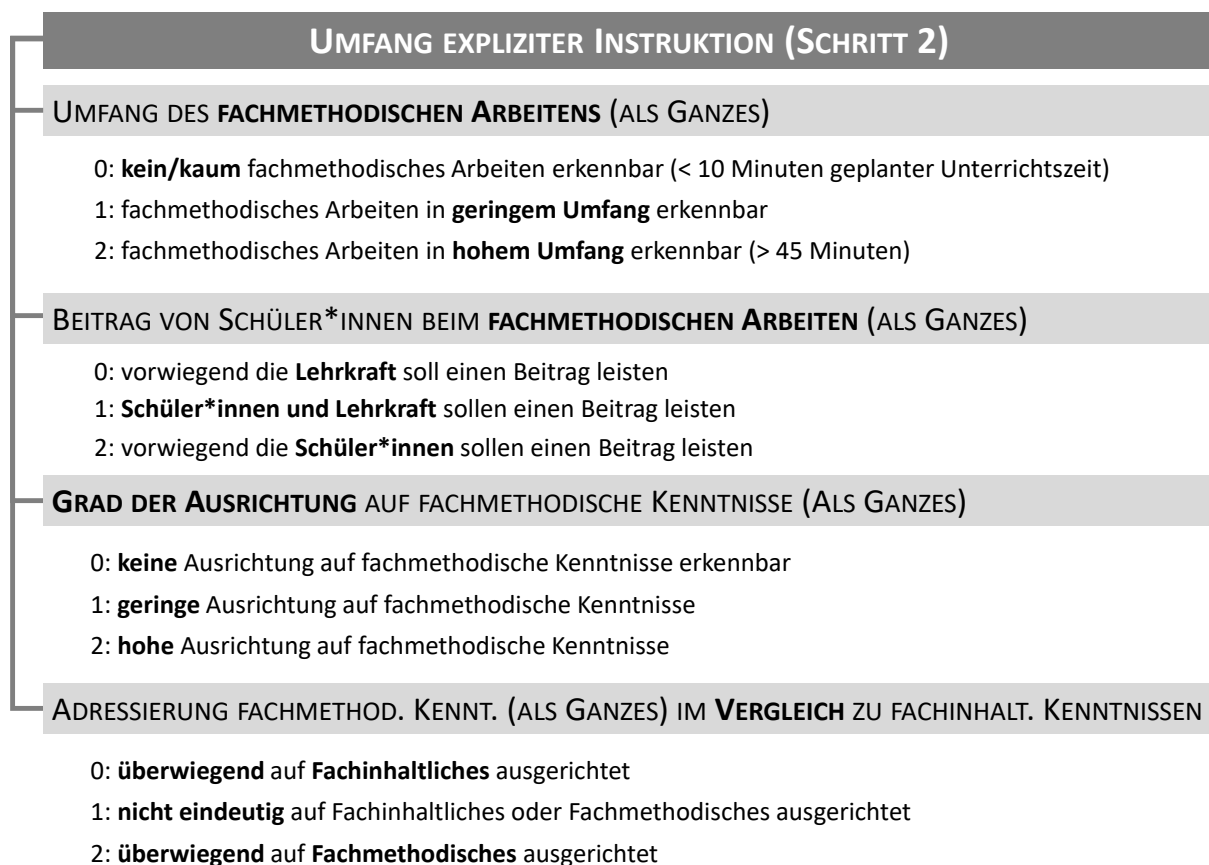 UMFANG EXPLIZITER INSTRUKTION (SCHRITT 2)
UMFANG DES FACHMETHODISCHEN ARBEITENS (ALS GANZES)
0: kein/kaum fachmethodisches Arbeiten erkennbar (< 10 Minuten geplanter Unterrichtszeit)
1: fachmethodisches Arbeiten in geringem Umfang erkennbar
2: fachmethodisches Arbeiten in hohem Umfang erkennbar (> 45 Minuten)
BEITRAG VON SCHÜLER*INNEN BEIM FACHMETHODISCHEN ARBEITEN (ALS GANZES)
0: vorwiegend die Lehrkraft soll einen Beitrag leisten
1: Schüler*innen und Lehrkraft sollen einen Beitrag leisten
2: vorwiegend die Schüler*innen sollen einen Beitrag leisten
GRAD DER AUSRICHTUNG AUF FACHMETHODISCHE KENNTNISSE (ALS GANZES)
0: keine Ausrichtung auf fachmethodische Kenntnisse erkennbar
1: geringe Ausrichtung auf fachmethodische Kenntnisse
2: hohe Ausrichtung auf fachmethodische Kenntnisse
ADRESSIERUNG FACHMETHOD. KENNT. (ALS GANZES) IM VERGLEICH ZU FACHINHALT. KENNTNISSEN
0: überwiegend auf Fachinhaltliches ausgerichtet
1: nicht eindeutig auf Fachinhaltliches oder Fachmethodisches ausgerichtet
2: überwiegend auf Fachmethodisches ausgerichtet